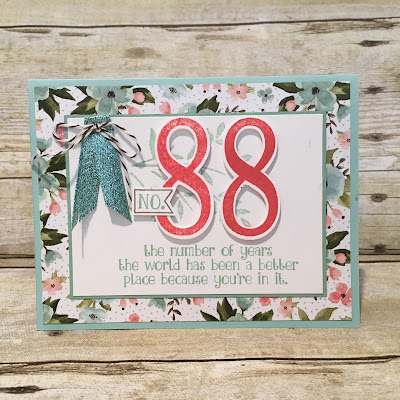 NO. 88
the number of years
the world has been a better
place because you're in it.